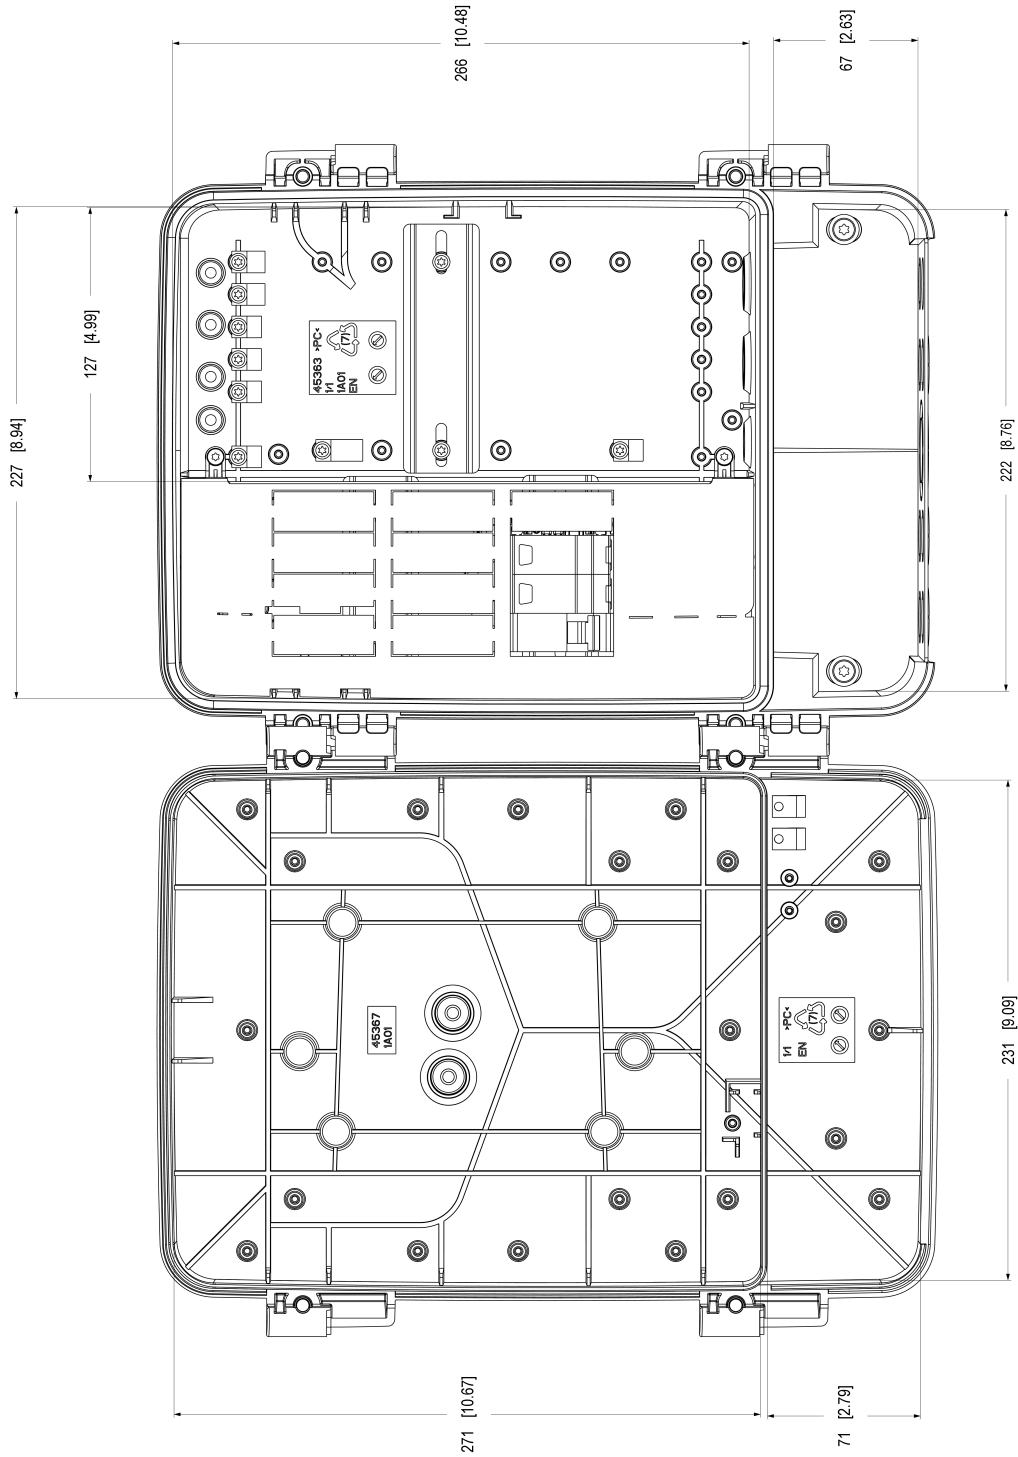 266 [10.48]
67 [2.63]
227 [8.94]
127 [4.99]
222 [8.76]
45363 >PC<
1/1
1A01
EN
(7)
45367
1A01
1/1 >PC<
EN
(7)
231 [9.09]
271 [10.67]
71 [2.79]